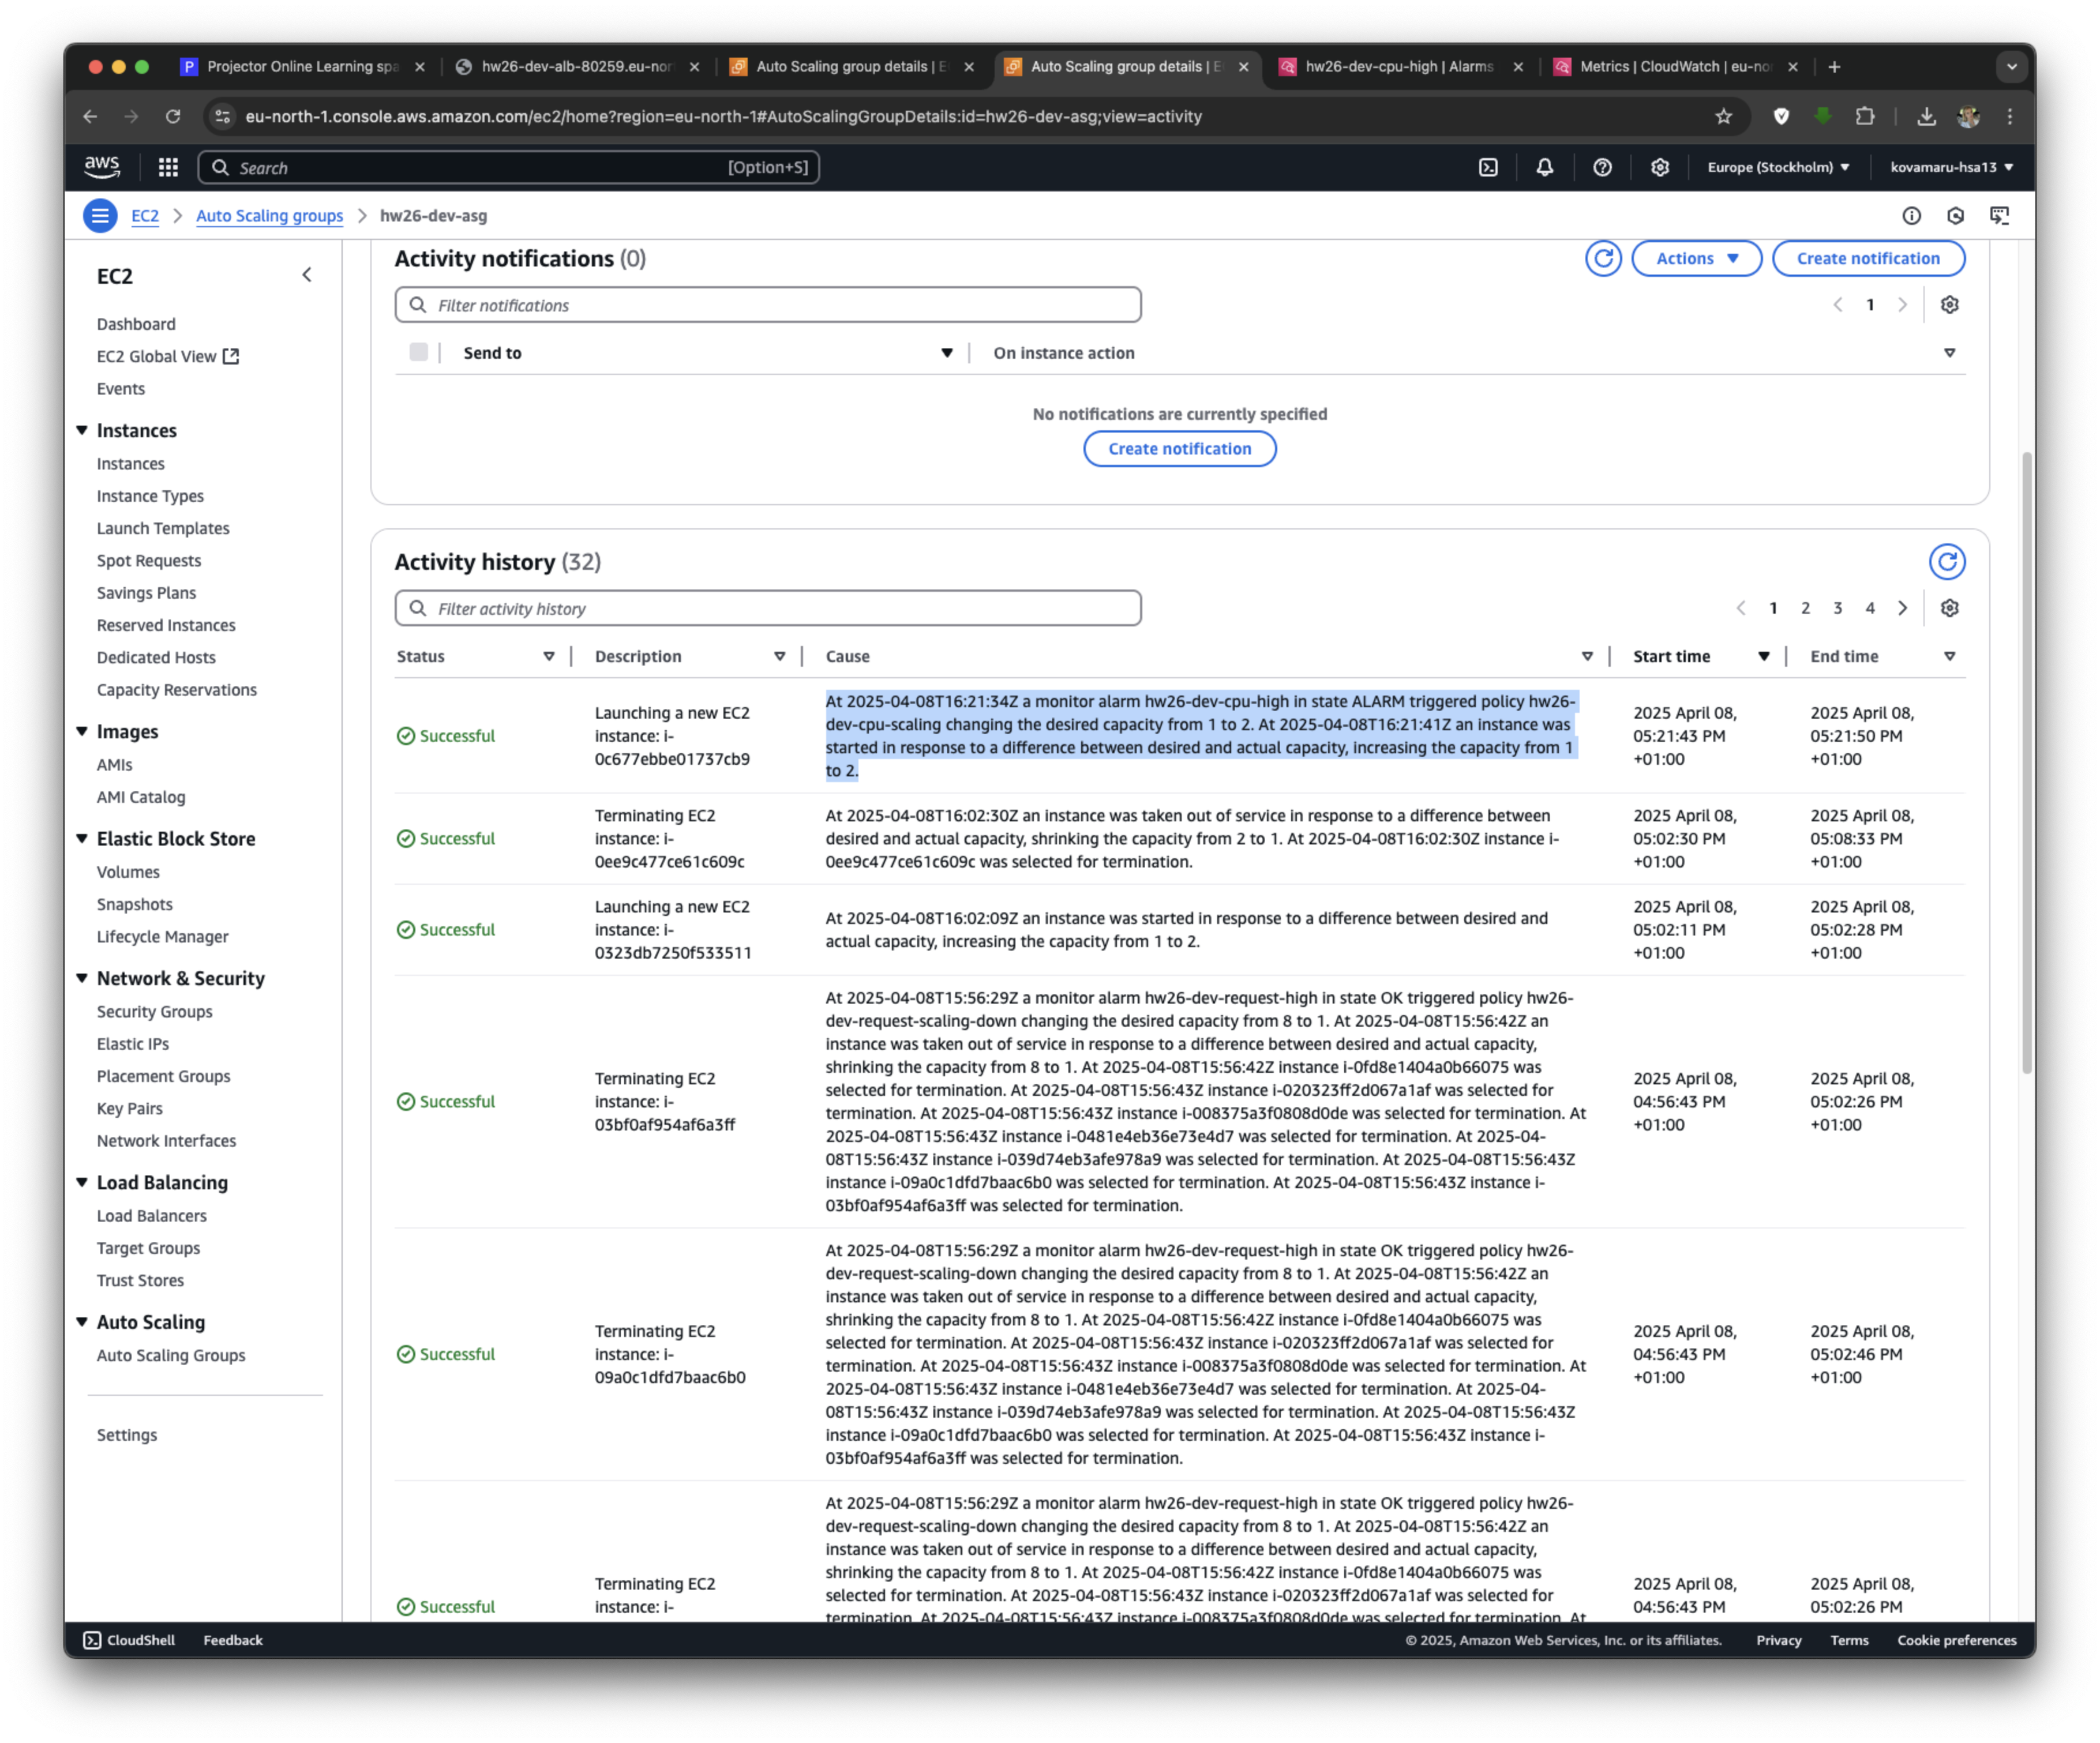 Projector Online Learning spa
hw26-dev-alb-80259.eu-nor
Auto Scaling group details | E
Auto Scaling group details | E
hw26-dev-cpu-high | Alarms
Metrics | CloudWatch | eu-no
eu-north-1.console.aws.amazon.com/ec2/home?region=eu-north-1#AutoScalingGroupDetails:id=hw26-dev-asg;view=activity
aws
Search
[Option+S]
Europe (Stockholm)
kovamaru-hsa13
EC2
Auto Scaling groups
hw26-dev-asg
EC2
Dashboard
EC2 Global View
Events
Instances
Instances
Instance Types
Launch Templates
Spot Requests
Savings Plans
Reserved Instances
Dedicated Hosts
Capacity Reservations
Images
AMIs
AMI Catalog
Elastic Block Store
Volumes
Snapshots
Lifecycle Manager
Network & Security
Security Groups
Elastic IPs
Placement Groups
Key Pairs
Network Interfaces
Load Balancing
Load Balancers
Target Groups
Trust Stores
Auto Scaling
Auto Scaling Groups
Settings
Activity notifications (0)
Actions
Create notification
Filter notifications
1
Send to
On instance action
No notifications are currently specified
Create notification
Activity history (32)
Filter activity history
1 2 3 4
Status
Description
Cause
Start time
End time
Successful
Launching a new EC2
instance: i-
0c677ebbe01737cb9
At 2025-04-08T16:21:34Z a monitor alarm hw26-dev-cpu-high in state ALARM triggered policy hw26-
dev-cpu-scaling changing the desired capacity from 1 to 2. At 2025-04-08T16:21:41Z an instance was
started in response to a difference between desired and actual capacity, increasing the capacity from 1
to 2.
2025 April 08,
05:21:43 PM
+01:00
2025 April 08,
05:21:50 PM
+01:00
Successful
Terminating EC2
instance: i-
0ee9c477ce61c609c
At 2025-04-08T16:02:30Z an instance was taken out of service in response to a difference between
desired and actual capacity, shrinking the capacity from 2 to 1. At 2025-04-08T16:02:30Z instance i-
0ee9c477ce61c609c was selected for termination.
2025 April 08,
05:02:30 PM
+01:00
2025 April 08,
05:08:33 PM
+01:00
Successful
Launching a new EC2
instance: i-
0323db7250f533511
At 2025-04-08T16:02:09Z an instance was started in response to a difference between desired and
actual capacity, increasing the capacity from 1 to 2.
2025 April 08,
05:02:11 PM
+01:00
2025 April 08,
05:02:28 PM
+01:00
Successful
Terminating EC2
instance: i-
03bf0af954af6a3ff
At 2025-04-08T15:56:29Z a monitor alarm hw26-dev-request-high in state OK triggered policy hw26-
dev-request-scaling-down changing the desired capacity from 8 to 1. At 2025-04-08T15:56:42Z an
instance was taken out of service in response to a difference between desired and actual capacity,
shrinking the capacity from 8 to 1. At 2025-04-08T15:56:42Z instance i-0fd8e1404a0b66075 was
selected for termination. At 2025-04-08T15:56:43Z instance i-020323ff2d067a1af was selected for
termination. At 2025-04-08T15:56:43Z instance i-008375a3f0808d0de was selected for termination. At
2025-04-08T15:56:43Z instance i-0481e4eb36e73e4d7 was selected for termination. At 2025-04-
08T15:56:43Z instance i-039d74eb3afe978a9 was selected for termination. At 2025-04-08T15:56:43Z
instance i-09a0c1dfd7baac6b0 was selected for termination. At 2025-04-08T15:56:43Z instance i-
03bf0af954af6a3ff was selected for termination.
2025 April 08,
04:56:43 PM
+01:00
2025 April 08,
05:02:26 PM
+01:00
Successful
Terminating EC2
instance: i-
09a0c1dfd7baac6b0
At 2025-04-08T15:56:29Z a monitor alarm hw26-dev-request-high in state OK triggered policy hw26-
dev-request-scaling-down changing the desired capacity from 8 to 1. At 2025-04-08T15:56:42Z an
instance was taken out of service in response to a difference between desired and actual capacity,
shrinking the capacity from 8 to 1. At 2025-04-08T15:56:42Z instance i-0fd8e1404a0b66075 was
selected for termination. At 2025-04-08T15:56:43Z instance i-020323ff2d067a1af was selected for
termination. At 2025-04-08T15:56:43Z instance i-008375a3f0808d0de was selected for termination. At
2025-04-08T15:56:43Z instance i-0481e4eb36e73e4d7 was selected for termination. At 2025-04-
08T15:56:43Z instance i-039d74eb3afe978a9 was selected for termination. At 2025-04-08T15:56:43Z
instance i-09a0c1dfd7baac6b0 was selected for termination. At 2025-04-08T15:56:43Z instance i-
03bf0af954af6a3ff was selected for termination.
2025 April 08,
04:56:43 PM
+01:00
2025 April 08,
05:02:46 PM
+01:00
Successful
Terminating EC2
instance: i-
At 2025-04-08T15:56:29Z a monitor alarm hw26-dev-request-high in state OK triggered policy hw26-
dev-request-scaling-down changing the desired capacity from 8 to 1. At 2025-04-08T15:56:42Z an
instance was taken out of service in response to a difference between desired and actual capacity,
shrinking the capacity from 8 to 1. At 2025-04-08T15:56:42Z instance i-0fd8e1404a0b66075 was
selected for termination. At 2025-04-08T15:56:43Z instance i-020323ff2d067a1af was selected for
termination. At 2025-04-08T15:56:43Z instance i-008375a3f0808d0de was selected for termination. At
2025 April 08,
04:56:43 PM
2025 April 08,
05:02:26 PM
CloudShell
Feedback
© 2025, Amazon Web Services, Inc. or its affiliates.
Privacy
Terms
Cookie preferences